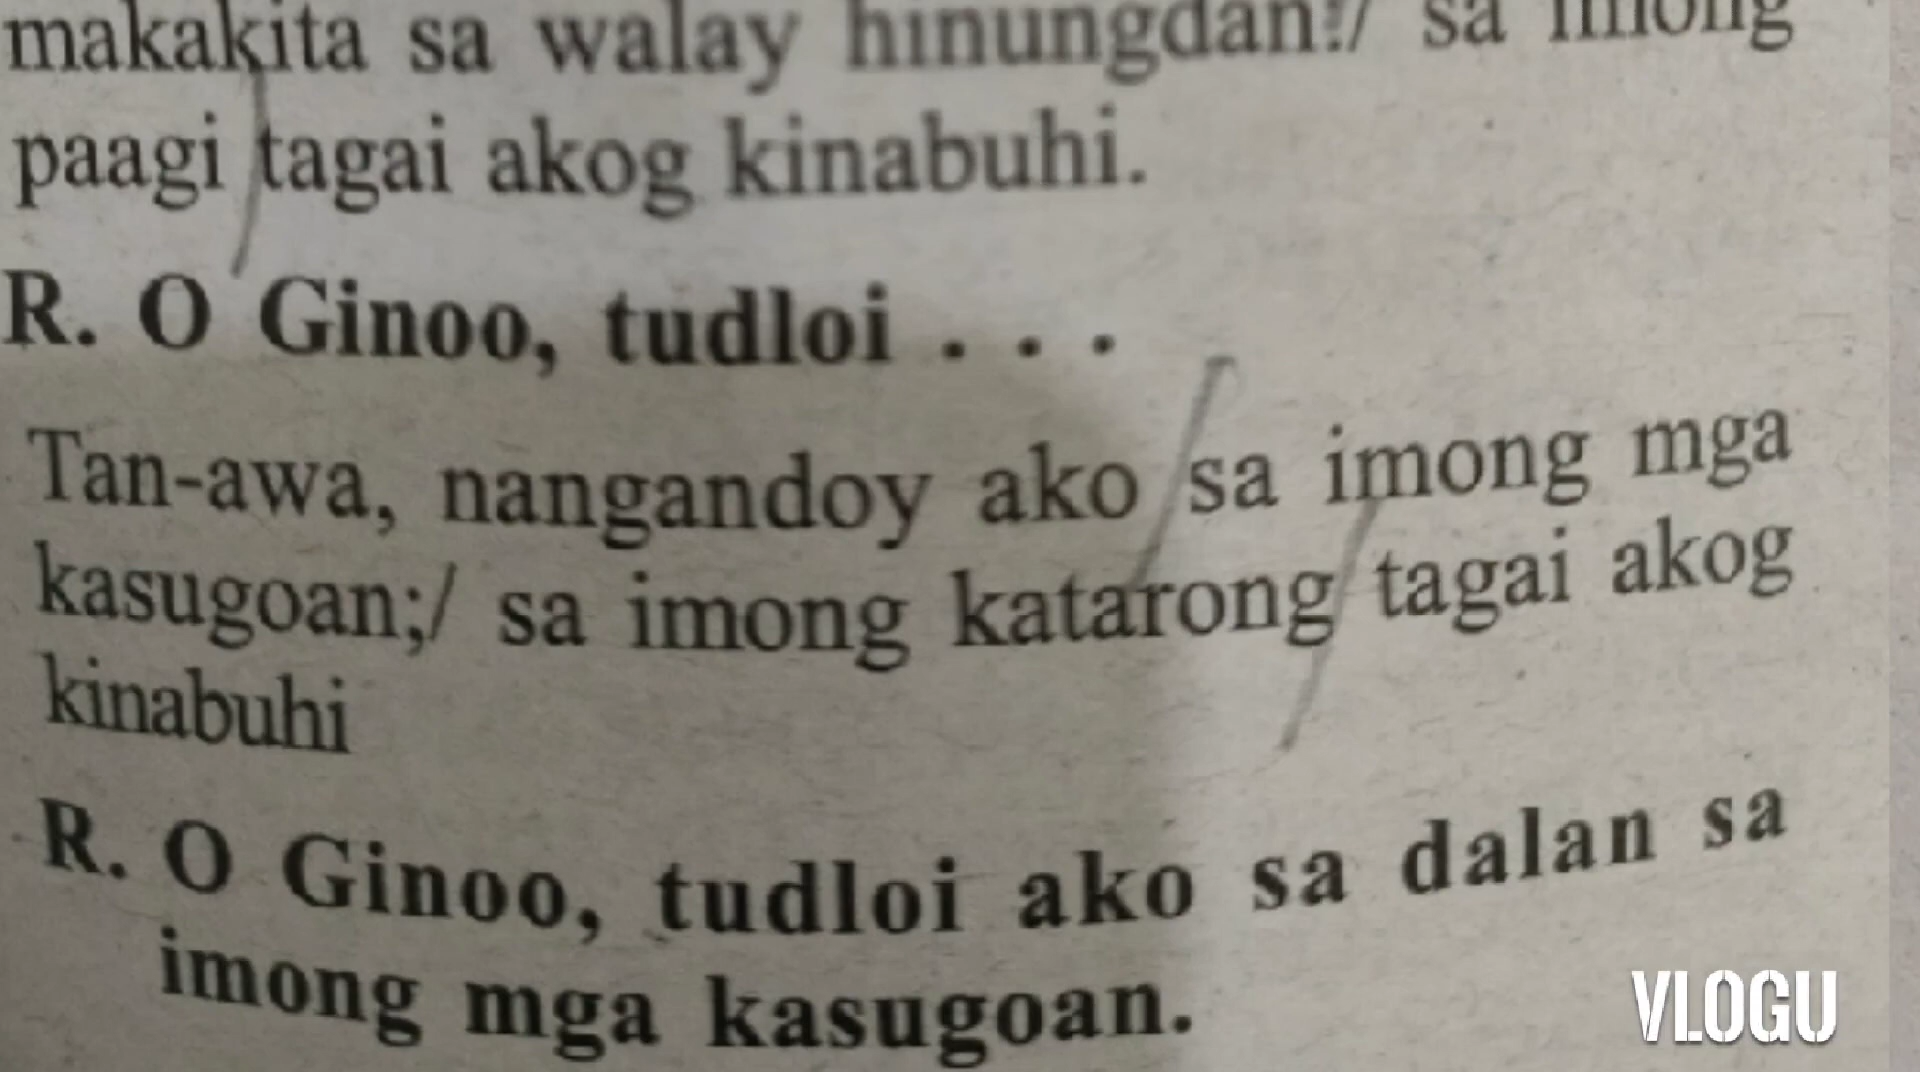 makakita sa walay hinungdan:/ sa imong
paagi tagai akog kinabuhi.
R. O Ginoo, tudloi . . .
Tan-awa, nangandoy ako sa imong mga
kasugoan;/ sa imong katarong tagai akog
kinabuhi
R. O Ginoo, tudloi ako sa dalan sa
imong mga kasugoan.
VLOGU